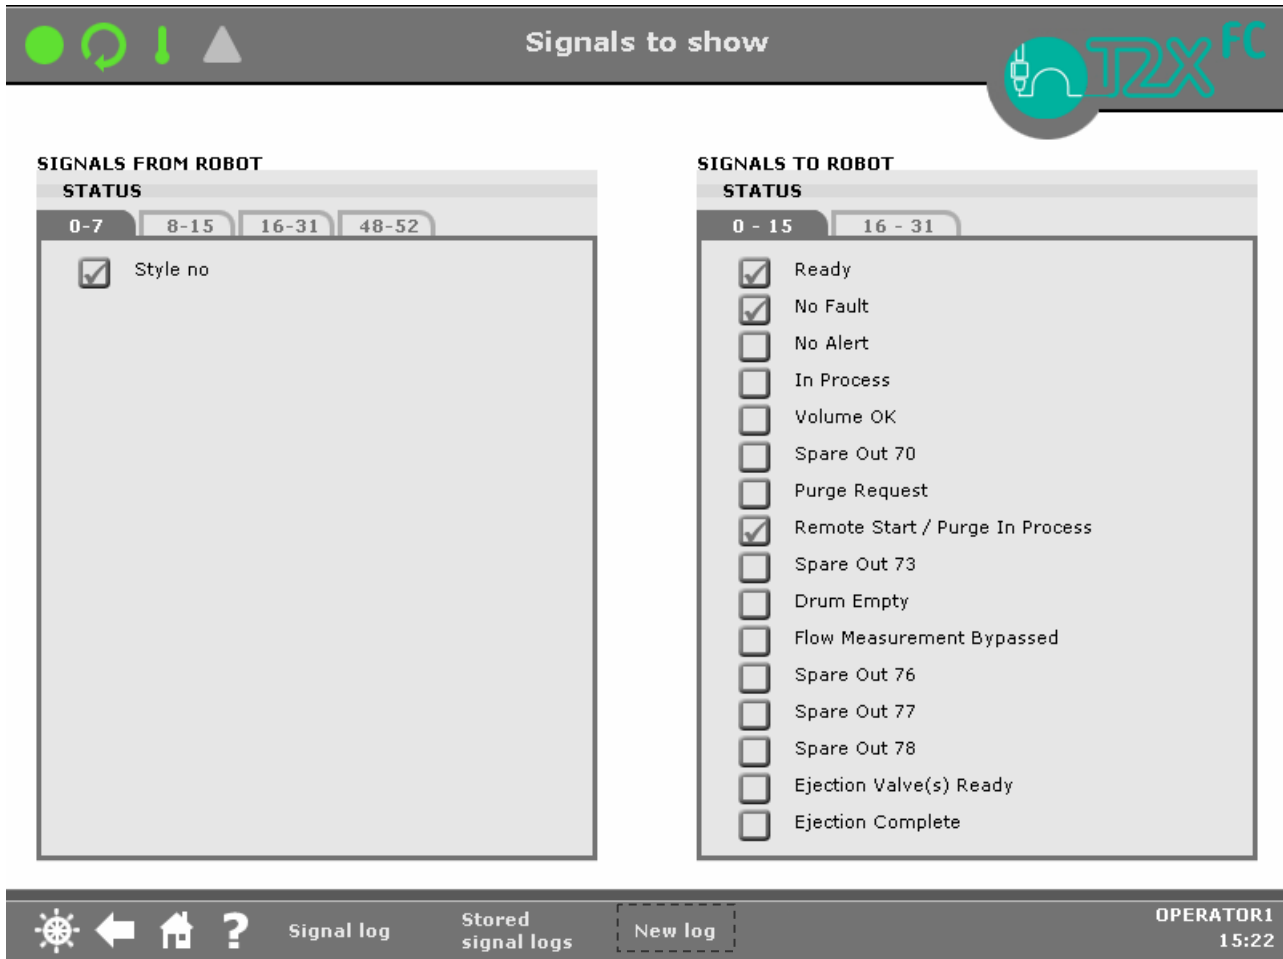 Signals to show
T2X FC
SIGNALS FROM ROBOT
STATUS
0-7 8-15 16-31 48-52
Style no
SIGNALS TO ROBOT
STATUS
0 - 15 16 - 31
Ready
No Fault
No Alert
In Process
Volume OK
Spare Out 70
Purge Request
Remote Start / Purge In Process
Spare Out 73
Drum Empty
Flow Measurement Bypassed
Spare Out 76
Spare Out 77
Spare Out 78
Ejection Valve(s) Ready
Ejection Complete
?
Signal log
Stored
signal logs
New log
OPERATOR1
15:22